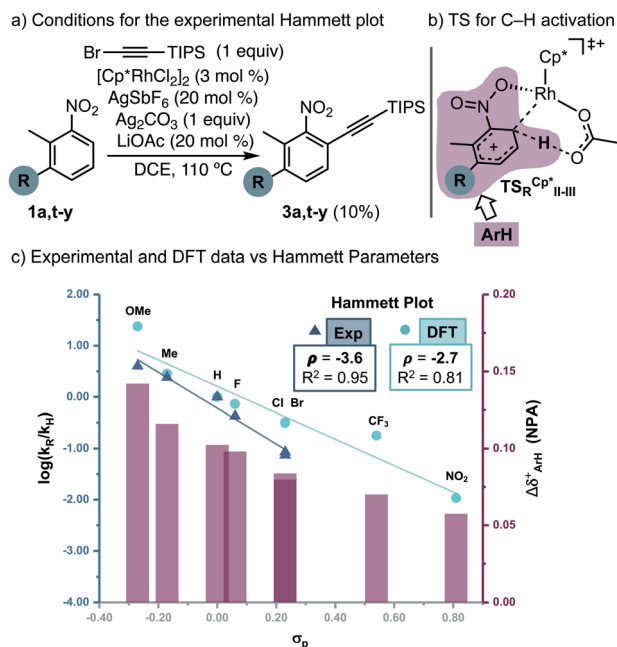 a) Conditions for the experimental Hammett plot
Br TIPS (1 equiv)
[Cp*RhCl2]2 (3 mol %)
AgSbF6 (20 mol %)
Ag2CO3 (1 equiv)
LiOAc (20 mol %)
DCE, 110 ºC
NO2
R
1a,t-y
NO2
TIPS
R
3a,t-y (10%)
b) TS for C–H activation
‡+
Cp*
Rh
O
N
O
O
O
H
+
R
TSR Cp* II-III
ArH
c) Experimental and DFT data vs Hammett Parameters
Hammett Plot
Exp
DFT
ρ = -3.6
R2 = 0.95
ρ = -2.7
R2 = 0.81
OMe
Me
H
F
Cl Br
CF3
NO2
log(kR/kH)
2.00
1.00
0.00
-1.00
-2.00
-3.00
-4.00
Δδ+ArH (NPA)
0.20
0.15
0.10
0.05
0.00
-0.40
-0.20
0.00
0.20
0.40
0.60
0.80
σp